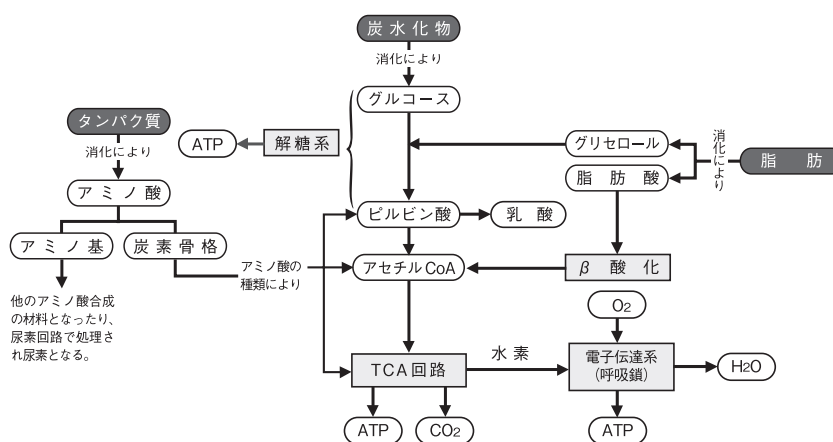 炭水化物
消化により
グルコース
タンパク質
消化により
ATP
解糖系
グリセロール
消化により
脂肪
脂肪酸
アミノ酸
ピルビン酸
乳酸
アミノ基
炭素骨格
アミノ酸の
種類により
アセチルCoA
β酸化
他のアミノ酸合成
の材料となったり、
尿素回路で処理さ
れ尿素となる。
O2
水素
TCA回路
電子伝達系
(呼吸鎖)
H2O
ATP
CO2
ATP